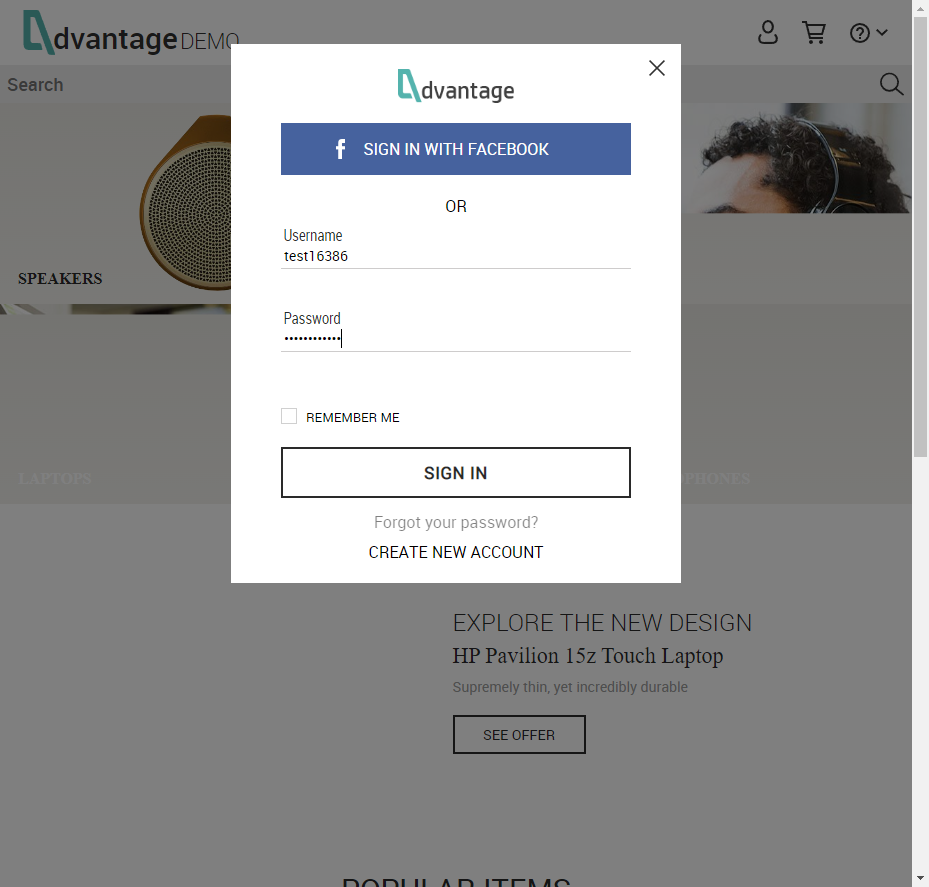 dvantage DEMO
Search
dvantage
SIGN IN WITH FACEBOOK
OR
Username
test16386
Password
••••••••••••
REMEMBER ME
SIGN IN
Forgot your password?
CREATE NEW ACCOUNT
SPEAKERS
LAPTOPS
PHONES
EXPLORE THE NEW DESIGN
HP Pavilion 15z Touch Laptop
Supremely thin, yet incredibly durable
SEE OFFER
POPULAR ITEMS